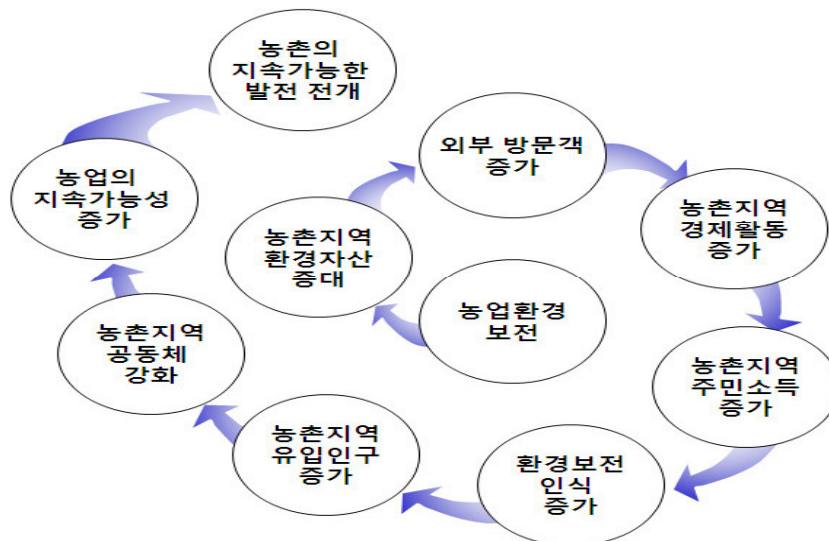 농촌의
지속가능한
발전 전개
외부 방문객
증가
농업의
지속가능성
증가
농촌지역
경제활동
증가
농촌지역
환경자산
증대
농업환경
보전
농촌지역
공동체
강화
농촌지역
주민소득
증가
농촌지역
유입인구
증가
환경보전
인식
증가